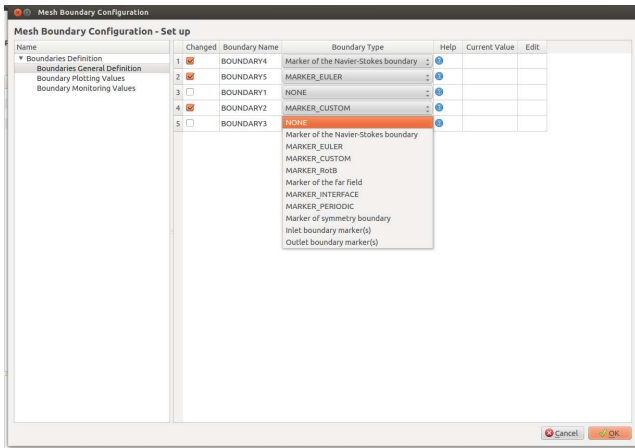 Mesh Boundary Configuration
Mesh Boundary Configuration - Set up
Name
Boundaries Definition
Boundaries General Definition
Boundary Plotting Values
Boundary Monitoring Values
Changed Boundary Name Boundary Type Help Current Value Edit
1 BOUNDARY4 Marker of the Navier-Stokes boundary
2 BOUNDARY5 MARKER_EULER
3 BOUNDARY1 NONE
4 BOUNDARY2 MARKER_CUSTOM
5 BOUNDARY3 NONE
Marker of the Navier-Stokes boundary
MARKER_EULER
MARKER_CUSTOM
MARKER_RotB
Marker of the far field
MARKER_INTERFACE
MARKER_PERIODIC
Marker of symmetry boundary
Inlet boundary marker(s)
Outlet boundary marker(s)
Cancel OK